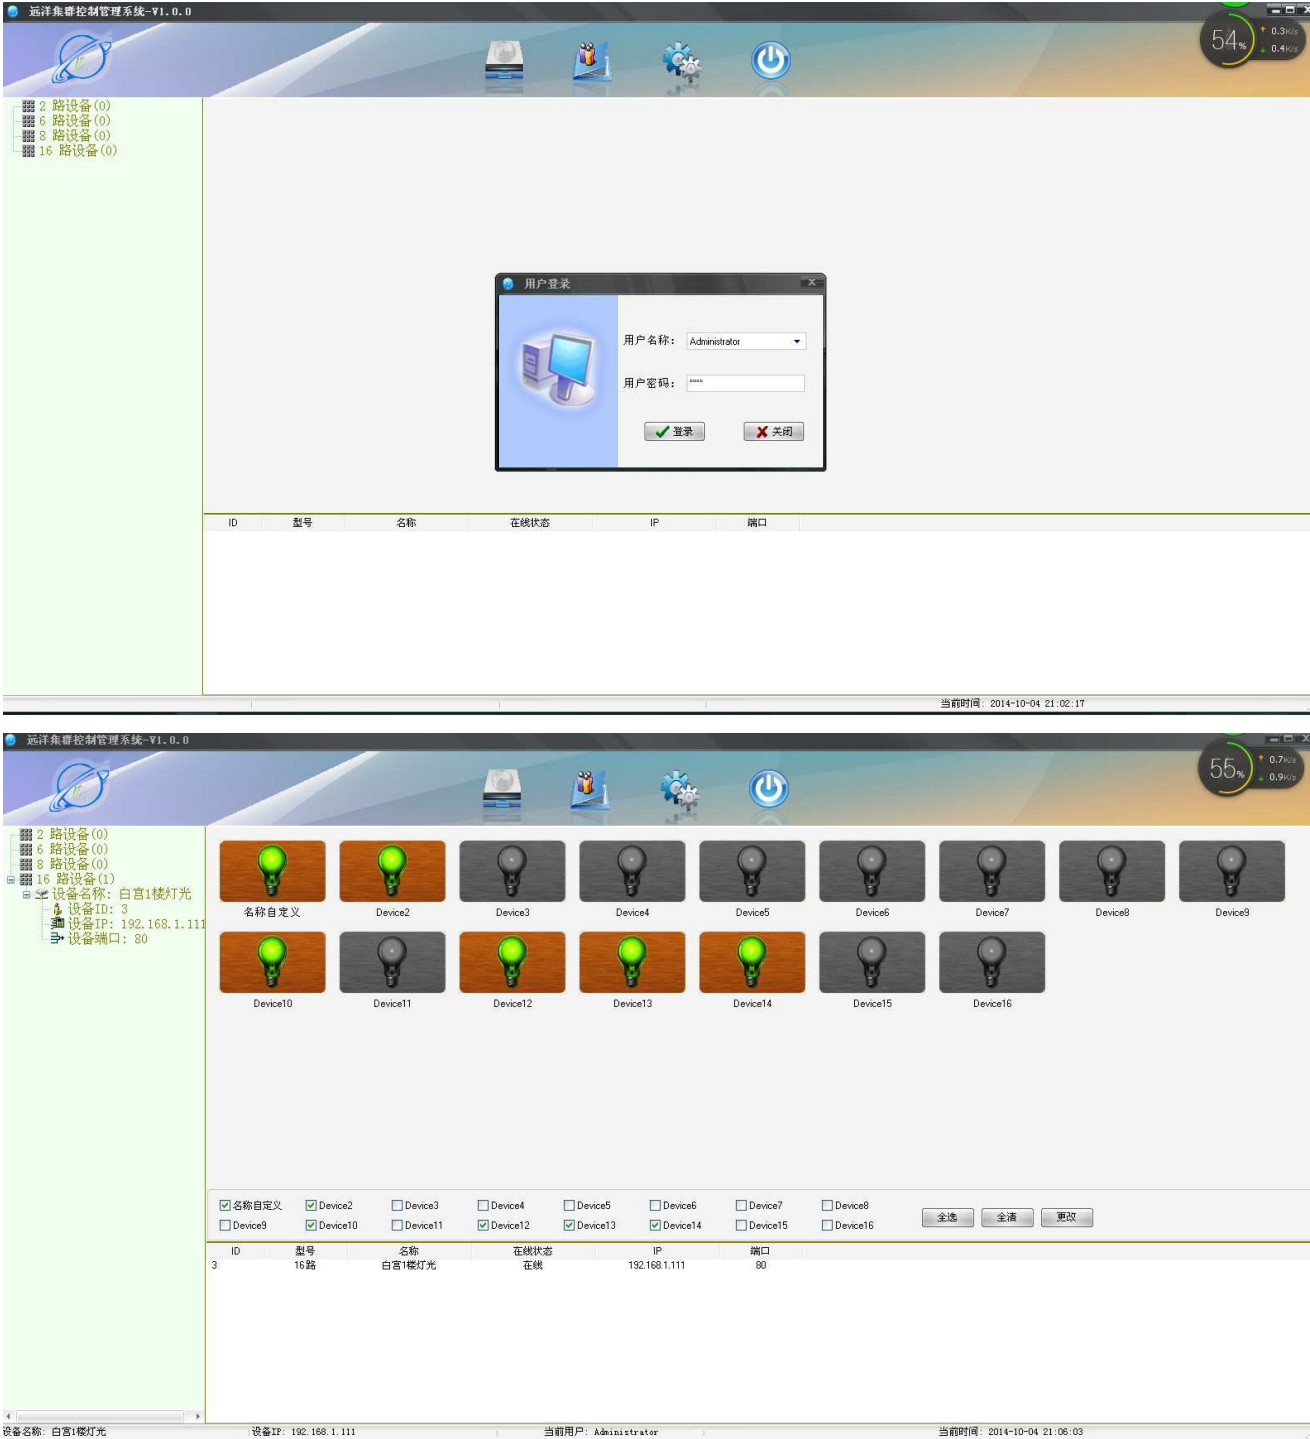 远洋集群控制管理系统-V1.0.0
54%
0.3K/s
0.4K/s
2 路设备(0)
6 路设备(0)
8 路设备(0)
16 路设备(0)
用户登录
用户名称: Administrator
用户密码: ****
登录 关闭
ID 型号 名称 在线状态 IP 端口
当前时间: 2014-10-04 21:02:17
远洋集群控制管理系统-V1.0.0
55%
0.7K/s
0.9K/s
2 路设备(0)
6 路设备(0)
8 路设备(0)
16 路设备(1)
设备名称: 白宫1楼灯光
设备ID: 3
设备IP: 192.168.1.111
设备端口: 80
名称自定义 Device2 Device3 Device4 Device5 Device6 Device7 Device8 Device9
Device10 Device11 Device12 Device13 Device14 Device15 Device16
名称自定义 Device2 Device3 Device4 Device5 Device6 Device7 Device8
Device9 Device10 Device11 Device12 Device13 Device14 Device15 Device16
全选 全清 更改
ID 型号 名称 在线状态 IP 端口
3 16路 白宫1楼灯光 在线 192.168.1.111 80
设备名称: 白宫1楼灯光 设备IP: 192.168.1.111 当前用户: Administrator 当前时间: 2014-10-04 21:06:03